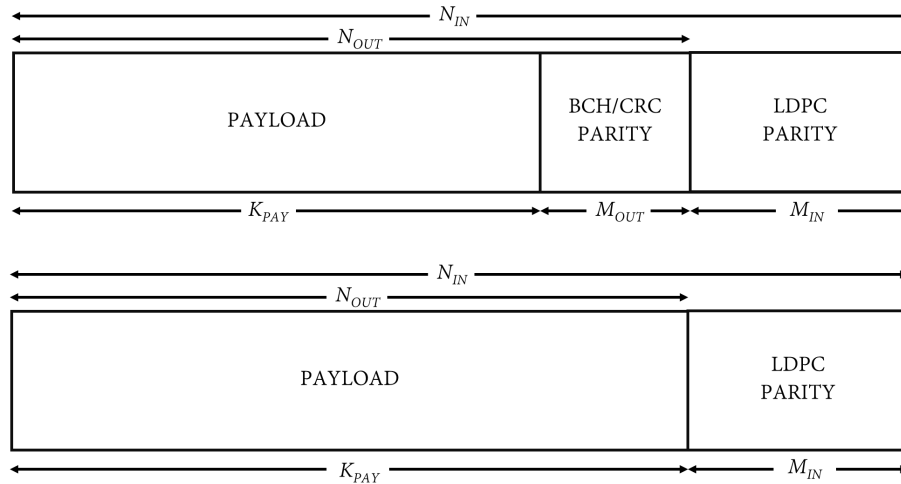 N_IN
N_OUT
PAYLOAD
BCH/CRC
PARITY
LDPC
PARITY
K_PAY
M_OUT
M_IN
N_IN
N_OUT
PAYLOAD
LDPC
PARITY
K_PAY
M_IN